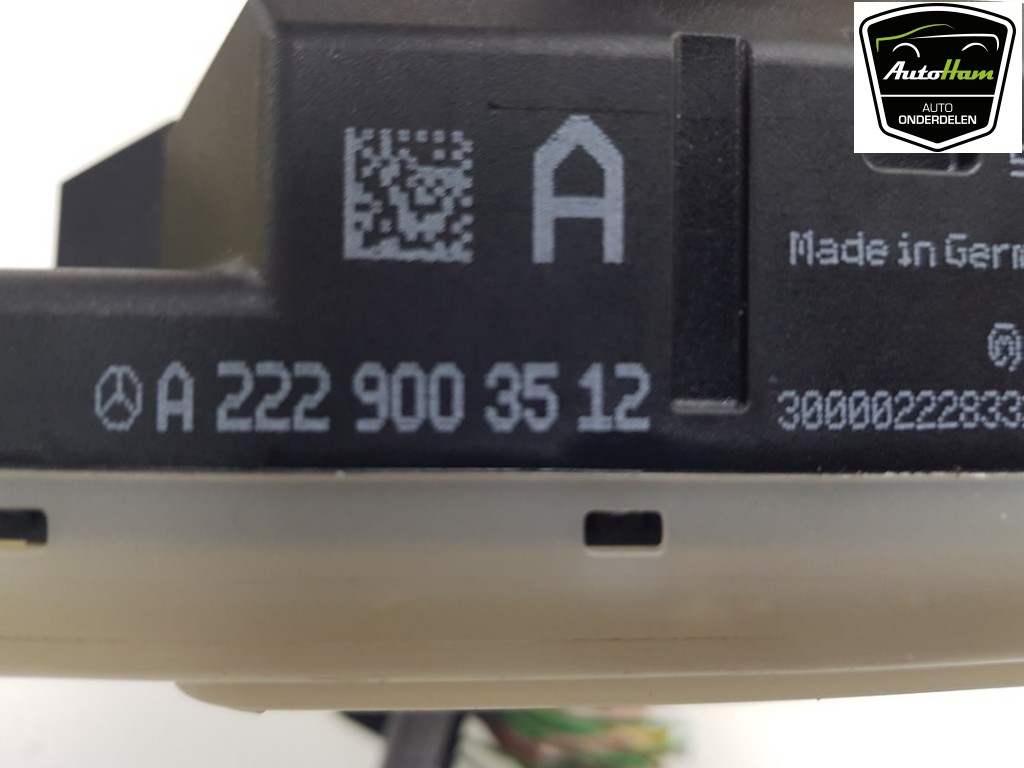 AutoHam
AUTO
ONDERDELEN
A
Made in Germ
A 222 900 35 12
30000222833